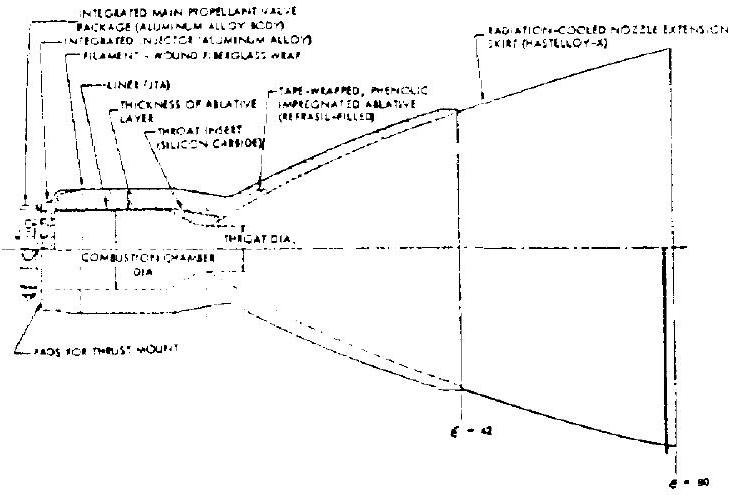 INTEGRATED MAIN PROPELLANT VALVE
PACKAGE (ALUMINUM ALLOY BODY)
INTEGRATED INJECTOR (ALUMINUM ALLOY)
FILAMENT - WOUND FIBERGLASS WRAP
LINER (JTA)
THICKNESS OF ABLATIVE
LAYER
THROAT INSERT
(SILICON CARBIDE)
TAPE-WRAPPED, PHENOLIC
IMPREGNATED ABLATIVE
(REFRASIL-FILLED)
RADIATION-COOLED NOZZLE EXTENSION
SKIRT (HASTELLOY-X)
THROAT DIA.
COMBUSTION CHAMBER
DIA
PADS FOR THRUST MOUNT
ϵ = 42
ϵ = 80